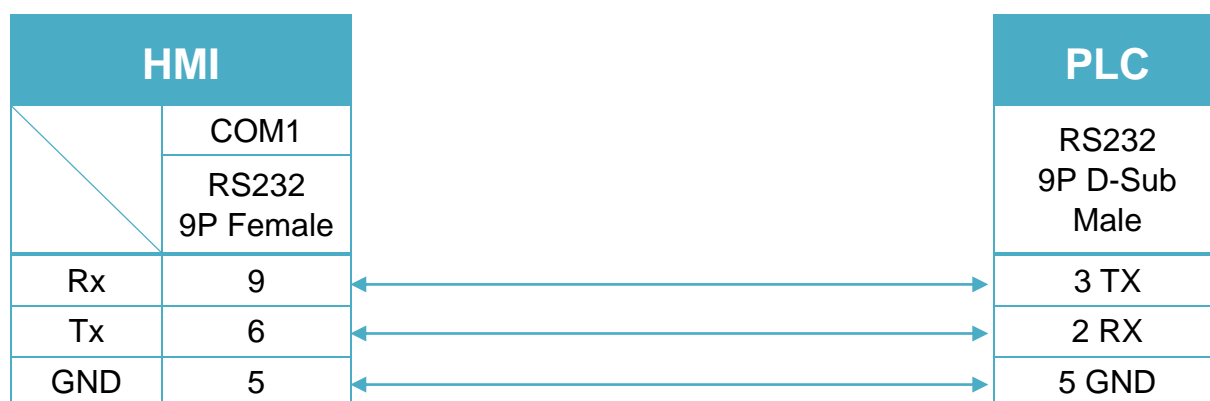 HMI
PLC
COM1
RS232
9P Female
RS232
9P D-Sub
Male
Rx 9 3 TX
Tx 6 2 RX
GND 5 5 GND